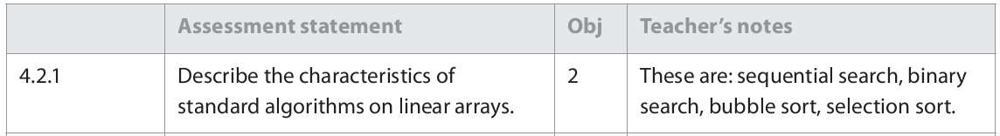 Assessment statement Obj Teacher's notes
4.2.1 Describe the characteristics of 2 These are: sequential search, binary
standard algorithms on linear arrays. search, bubble sort, selection sort.